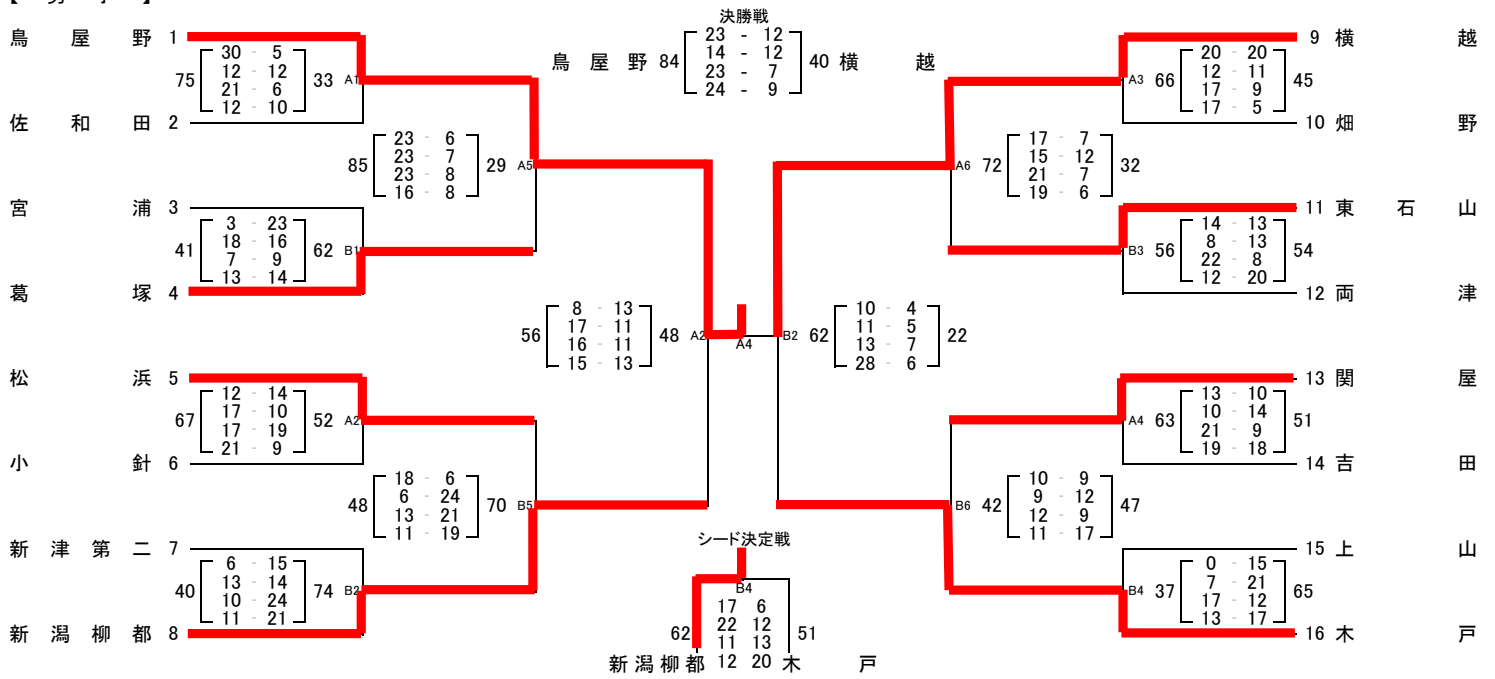 決勝戦
鳥屋野 84 23 - 12 40 横越
14 - 12
23 - 7
24 - 9
鳥屋野 1
75 30 - 5 33 A1
12 - 12
21 - 6
12 - 10
佐和田 2
85 23 - 6 29 A5
23 - 7
23 - 8
16 - 8
宮浦 3
41 3 - 23 62 B1
18 - 16
7 - 9
13 - 14
葛塚 4
56 8 - 13 48 A2
17 - 11
16 - 11
15 - 13
松浜 5
67 12 - 14 52 A2
17 - 10
17 - 19
21 - 9
小針 6
48 18 - 6 70 B5
6 - 24
13 - 21
11 - 19
新津第二 7
40 6 - 15 74 B2
13 - 14
10 - 24
11 - 21
新潟柳都 8
A4
9 横越
A3 66 20 - 20 45
12 - 11
17 - 9
17 - 5
10 畑野
A6 72 17 - 7 32
15 - 12
21 - 7
19 - 6
11 東石山
B3 56 14 - 13 54
8 - 13
22 - 8
12 - 20
12 両津
B2 62 10 - 4 22
11 - 5
13 - 7
28 - 6
13 関屋
A4 63 13 - 10 51
10 - 14
21 - 9
19 - 18
14 吉田
B6 42 10 - 9 47
9 - 12
12 - 9
11 - 17
15 上山
B4 37 0 - 15 65
7 - 21
17 - 12
13 - 17
16 木戸
シード決定戦
B4
17 6
22 12
62 11 13 51
新潟柳都 12 20 木戸